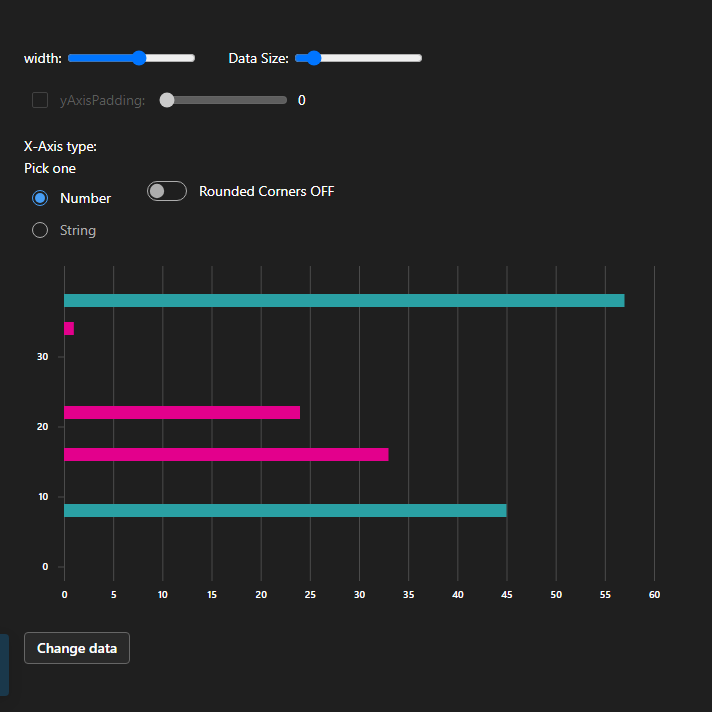 width: Data Size:
yAxisPadding: 0
X-Axis type:
Pick one
Number
Rounded Corners OFF
String
30
20
10
0
0 5 10 15 20 25 30 35 40 45 50 55 60
Change data